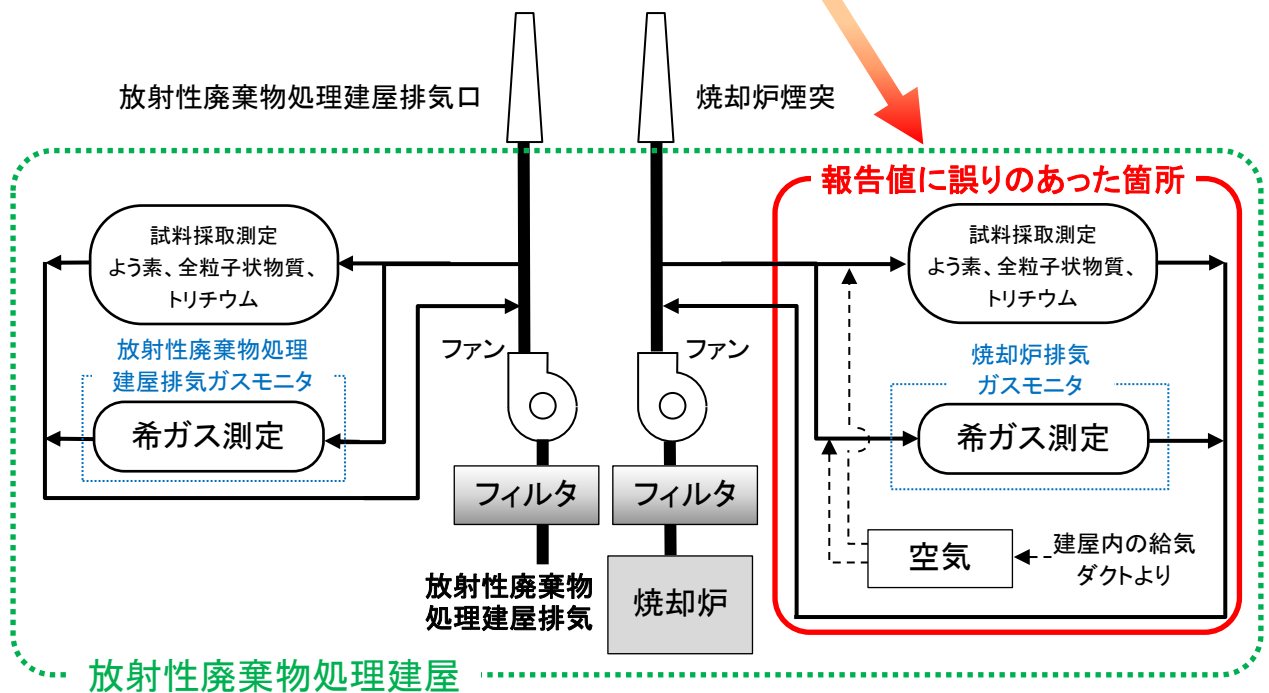 放射性廃棄物処理建屋排気口
焼却炉煙突
報告値に誤りのあった箇所
試料採取測定
よう素、全粒子状物質、
トリチウム
試料採取測定
よう素、全粒子状物質、
トリチウム
放射性廃棄物処理
建屋排気ガスモニタ
ファン
ファン
焼却炉排気
ガスモニタ
希ガス測定
希ガス測定
フィルタ
フィルタ
空気
建屋内の給気
ダクトより
放射性廃棄物
処理建屋排気
焼却炉
放射性廃棄物処理建屋